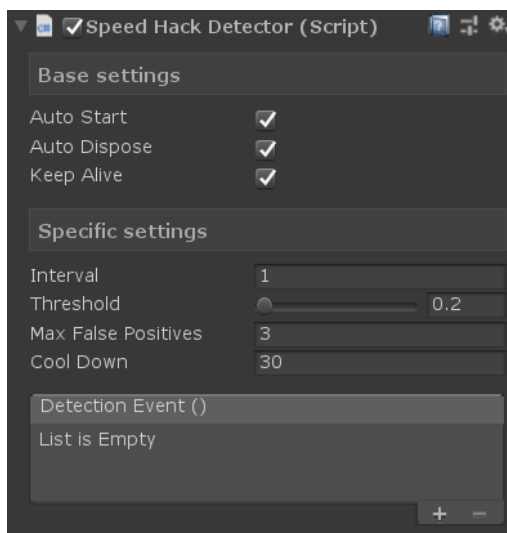 Speed Hack Detector (Script)
Base settings
Auto Start
Auto Dispose
Keep Alive
Specific settings
Interval 1
Threshold 0.2
Max False Positives 3
Cool Down 30
Detection Event ()
List is Empty